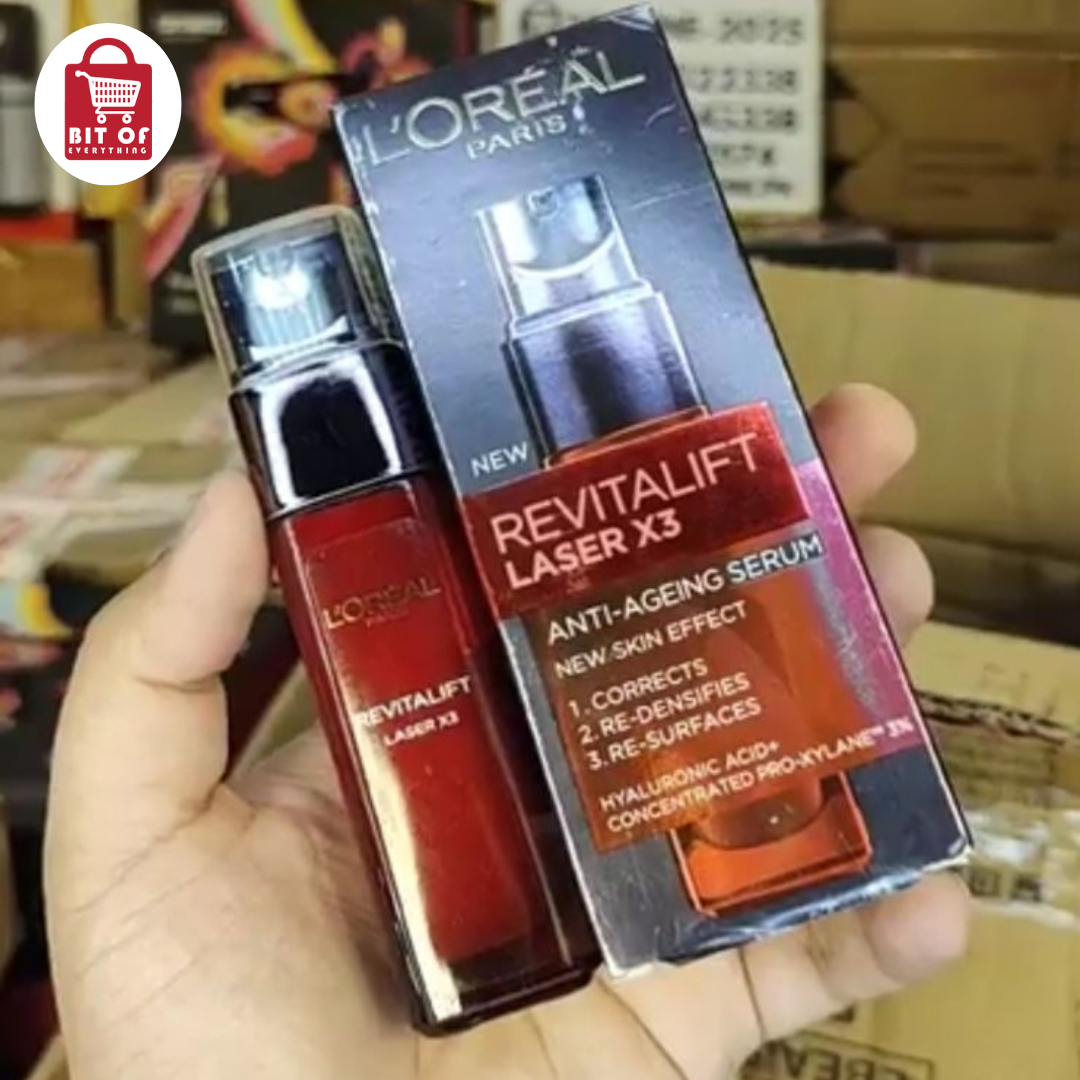 BIT OF
EVERYTHING
L'ORÉAL
PARIS
NEW
REVITALIFT
LASER X3
ANTI-AGEING SERUM
NEW SKIN EFFECT
1. CORRECTS
2. RE-DENSIFIES
3. RE-SURFACES
HYALURONIC ACID+
CONCENTRATED PRO-XYLANE™ 3%
L'ORÉAL
PARIS
REVITALIFT
LASER X3